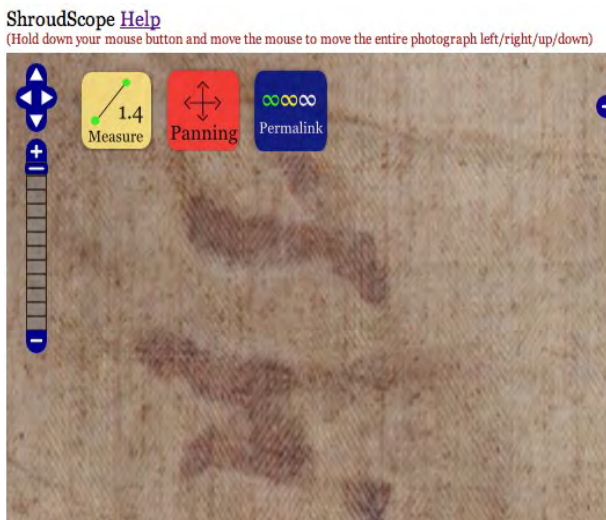 ShroudScope Help
(Hold down your mouse button and move the mouse to move the entire photograph left/right/up/down)
1.4
Measure
Panning
Permalink